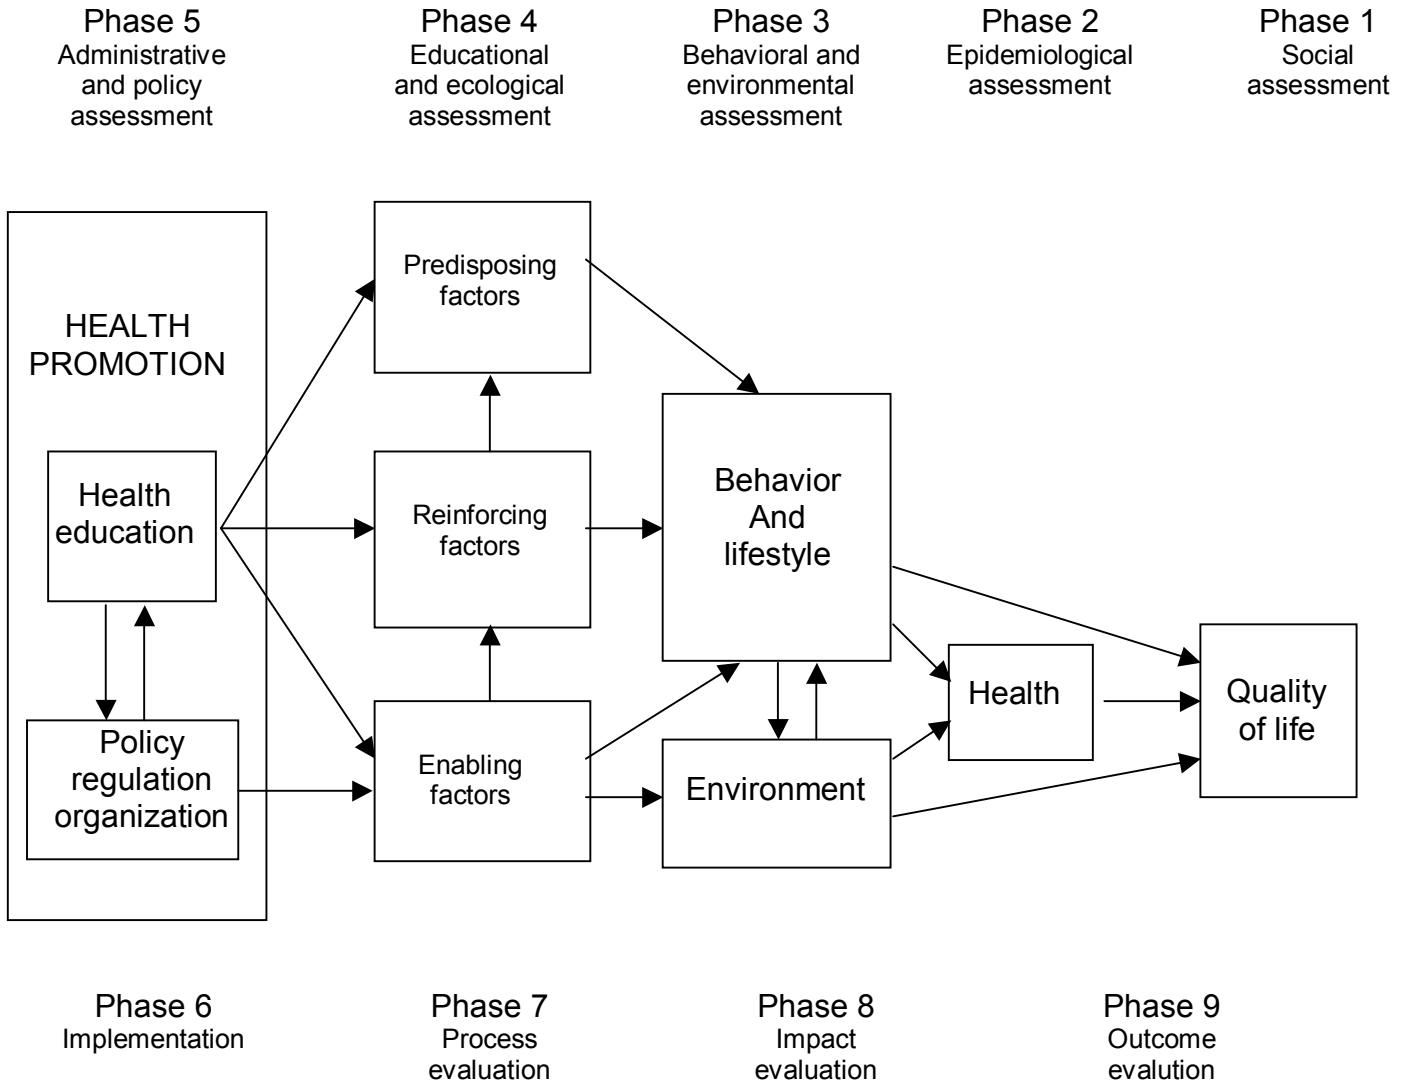 Phase 5
Administrative
and policy
assessment
Phase 4
Educational
and ecological
assessment
Phase 3
Behavioral and
environmental
assessment
Phase 2
Epidemiological
assessment
Phase 1
Social
assessment
HEALTH
PROMOTION
Health
education
Policy
regulation
organization
Predisposing
factors
Reinforcing
factors
Enabling
factors
Behavior
And
lifestyle
Environment
Health
Quality
of life
Phase 6
Implementation
Phase 7
Process
evaluation
Phase 8
Impact
evaluation
Phase 9
Outcome
evalution